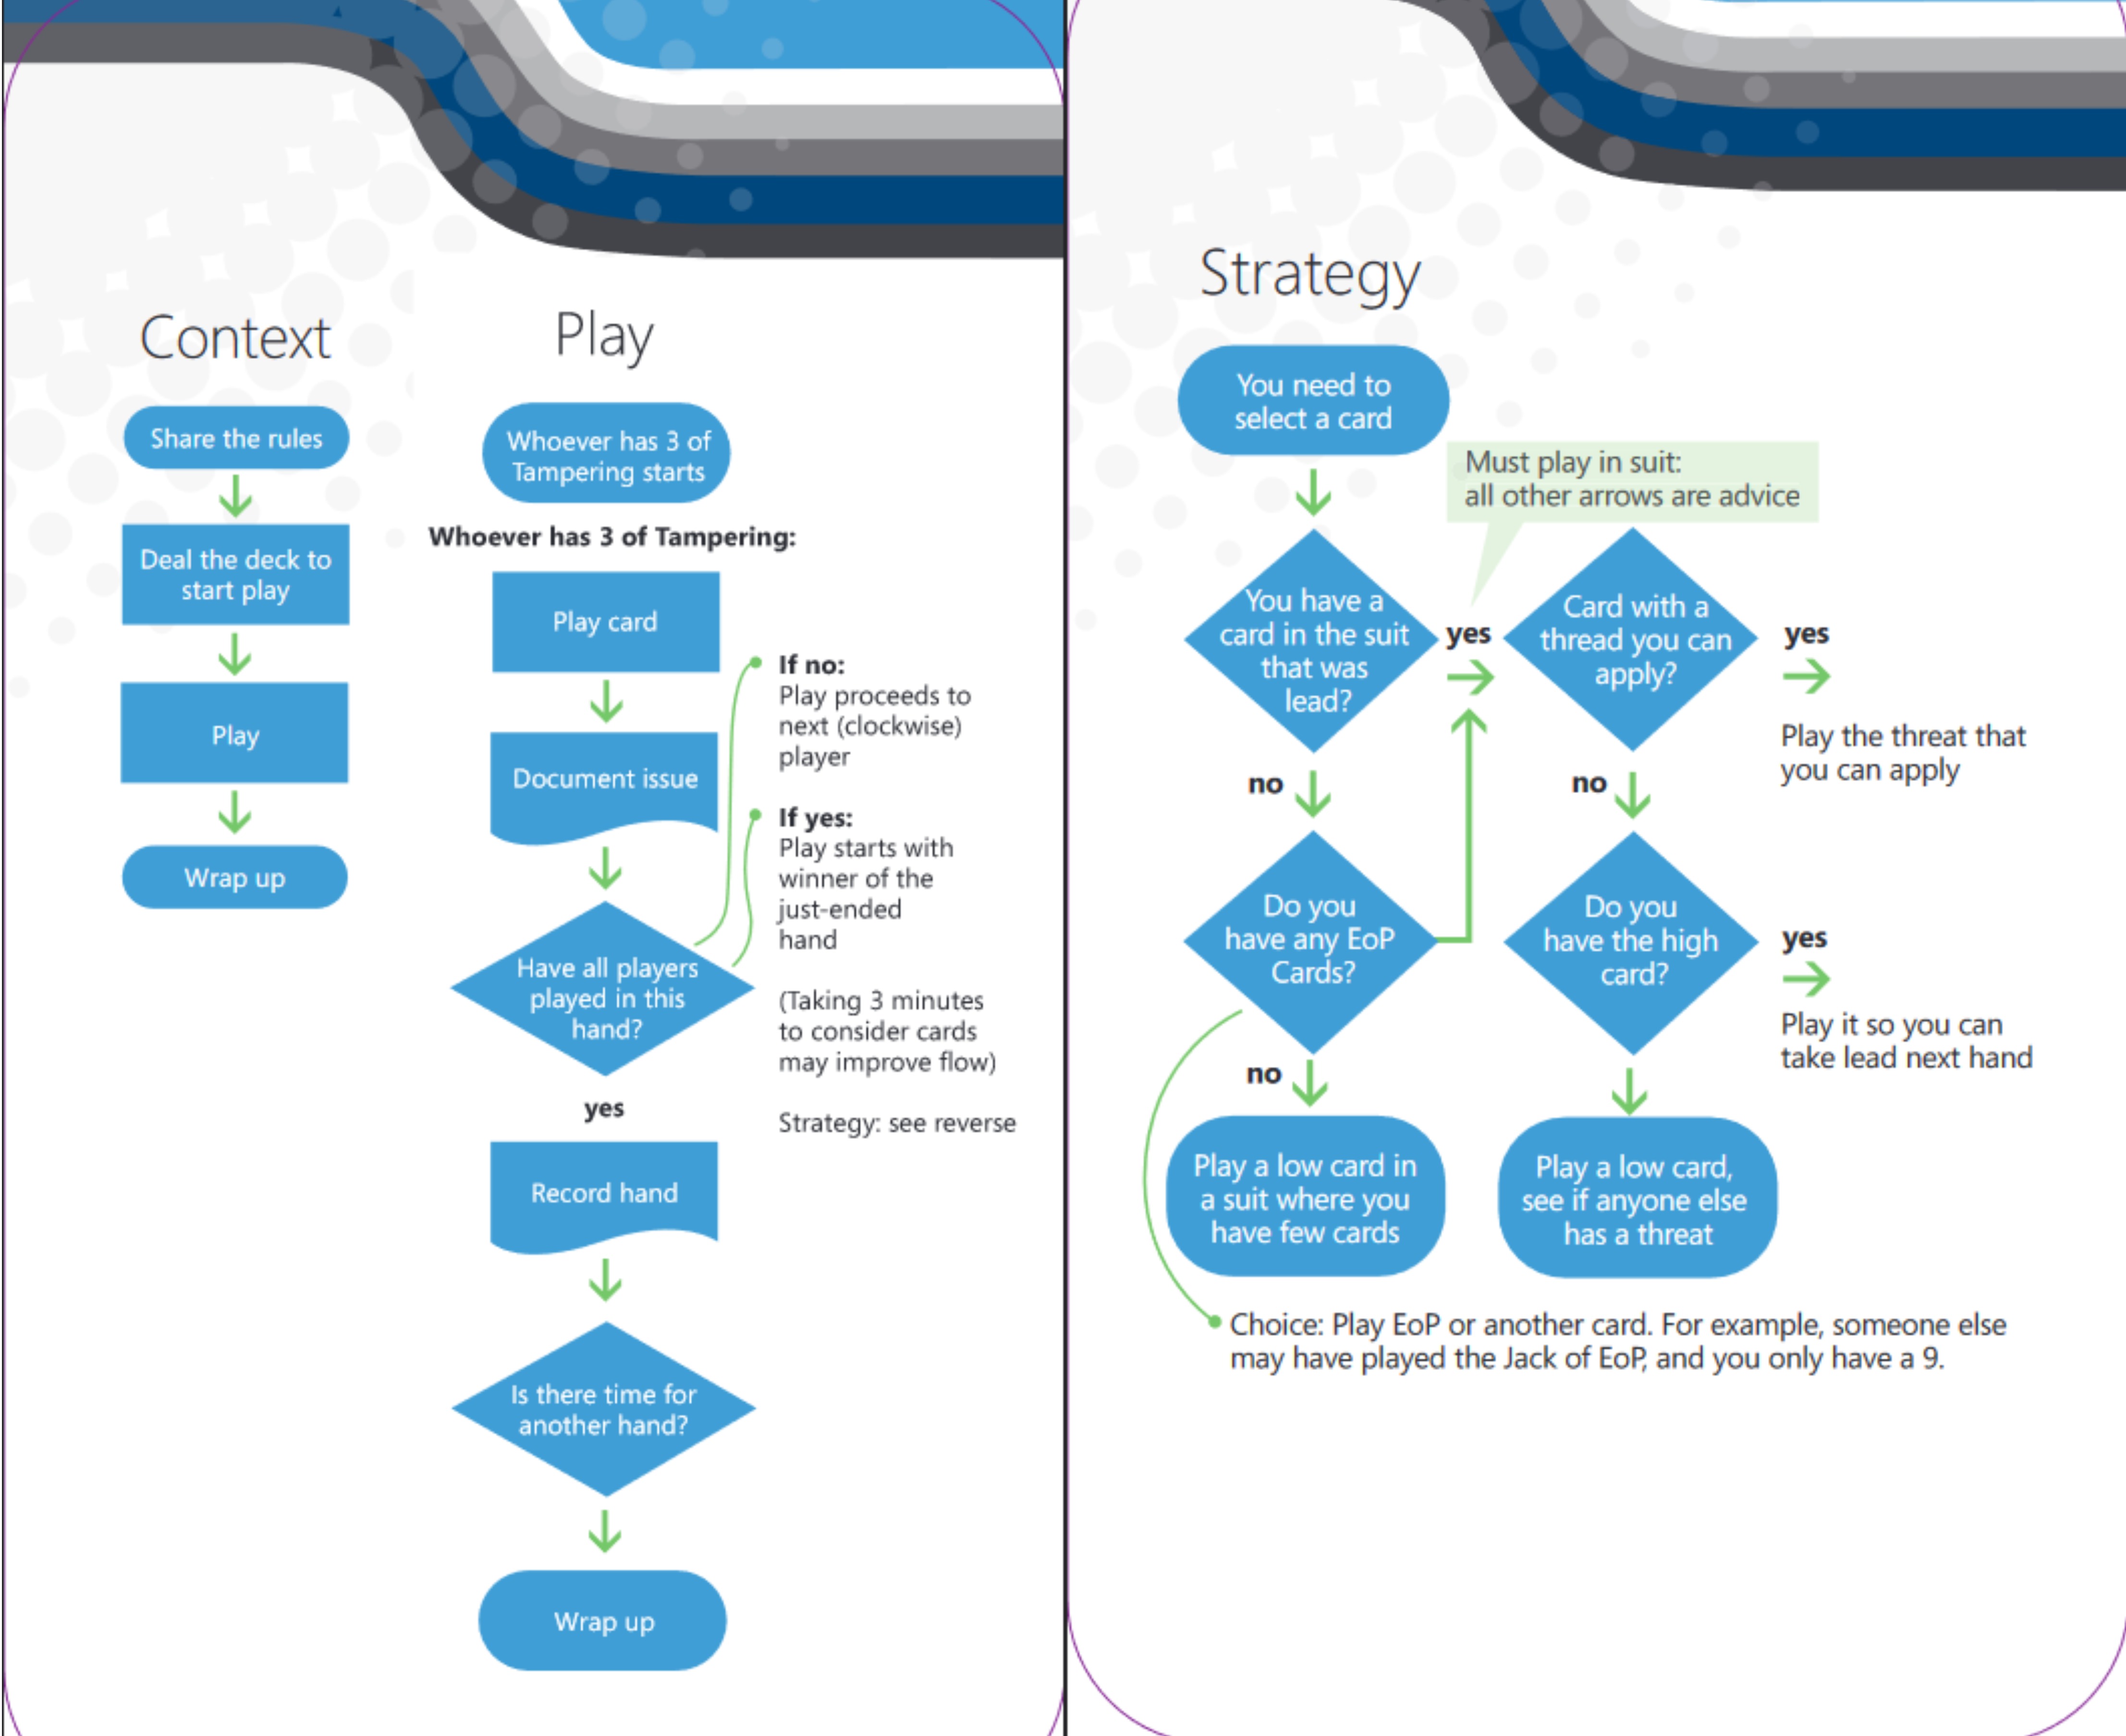 Context
Share the rules
Deal the deck to
start play
Play
Wrap up
Play
Whoever has 3 of
Tampering starts
Whoever has 3 of Tampering:
Play card
Document issue
Have all players
played in this
hand?
If no:
Play proceeds to
next (clockwise)
player
If yes:
Play starts with
winner of the
just-ended
hand
(Taking 3 minutes
to consider cards
may improve flow)
Strategy: see reverse
yes
Record hand
Is there time for
another hand?
Wrap up
Strategy
You need to
select a card
Must play in suit:
all other arrows are advice
You have a
card in the suit
that was
lead?
yes
Card with a
thread you can
apply?
yes
Play the threat that
you can apply
no
no
Do you
have any EoP
Cards?
Do you
have the high
card?
yes
Play it so you can
take lead next hand
no
Play a low card in
a suit where you
have few cards
Play a low card,
see if anyone else
has a threat
Choice: Play EoP or another card. For example, someone else
may have played the Jack of EoP, and you only have a 9.